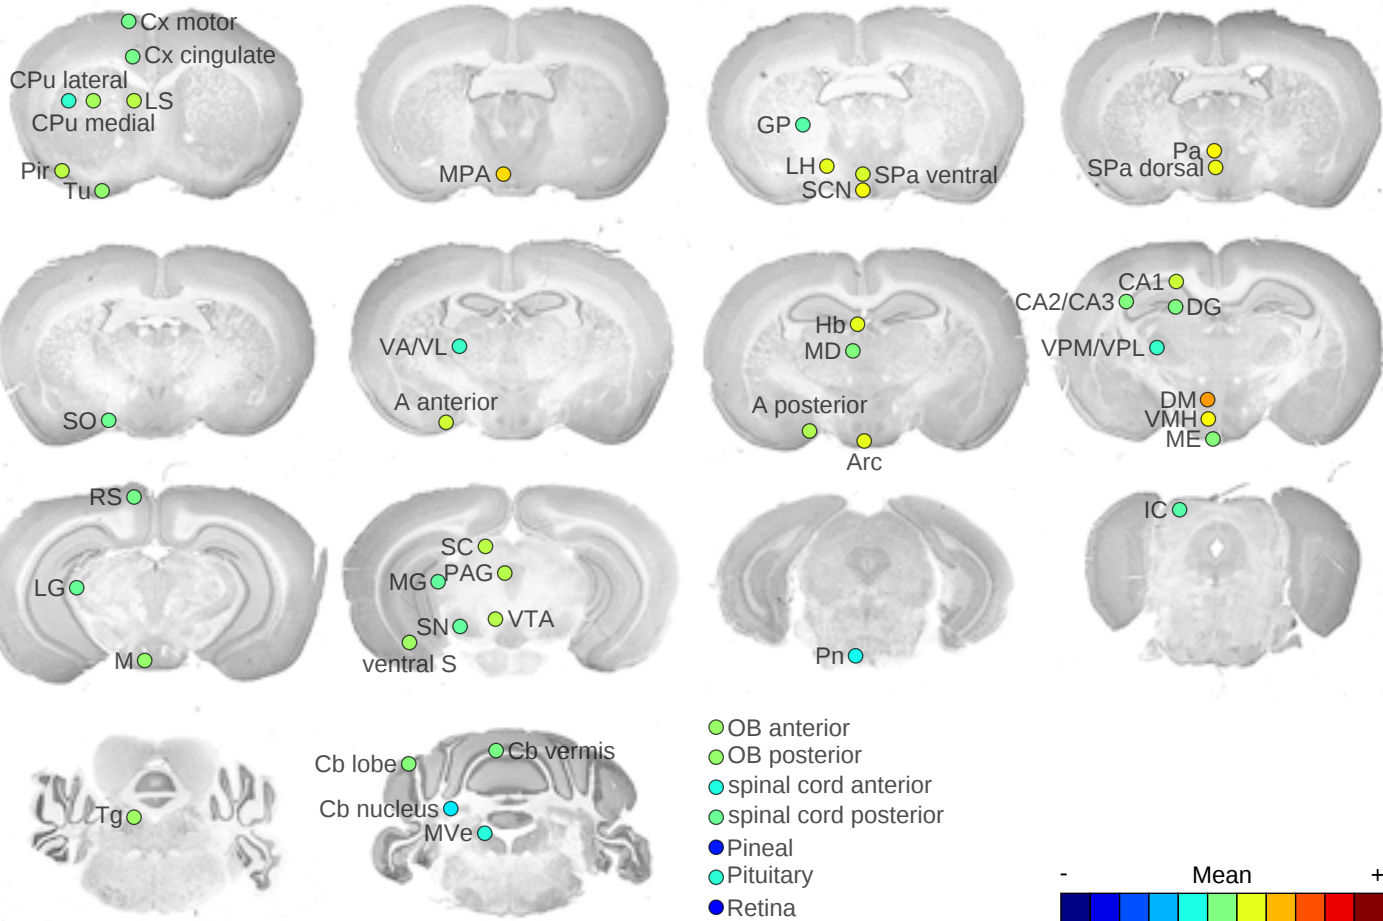 Cx motor
Cx cingulate
CPu lateral
LS
CPu medial
Pir
Tu
MPA
GP
LH
SPa ventral
SCN
Pa
SPa dorsal
SO
VA/VL
A anterior
Hb
MD
A posterior
Arc
CA1
CA2/CA3
DG
VPM/VPL
DM
VMH
ME
RS
LG
M
SC
PAG
MG
SN
VTA
ventral S
Pn
IC
Tg
Cb vermis
Cb lobe
Cb nucleus
MVe
OB anterior
OB posterior
spinal cord anterior
spinal cord posterior
Pineal
Pituitary
Retina
- Mean +